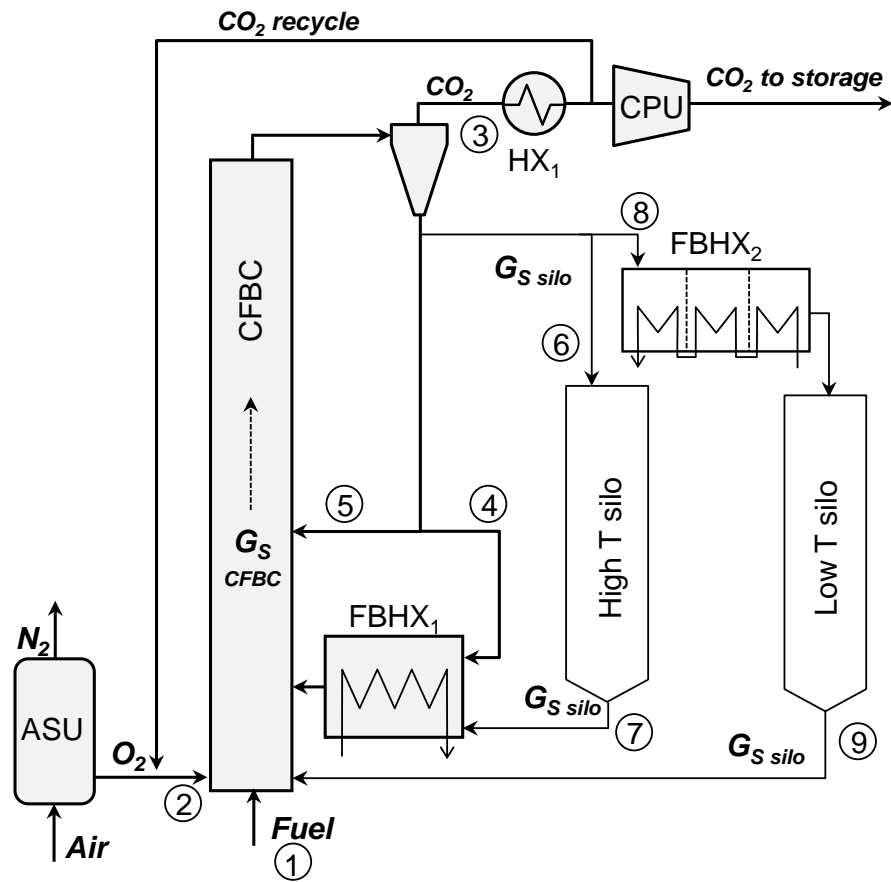 CO2 recycle
CO2
CO2 to storage
CPU
3
HX1
8
FBHX2
GS silo
CFBC
6
5
4
GS
CFBC
High T silo
Low T silo
FBHX1
N2
GS silo
7
ASU
O2
GS silo
9
2
Air
Fuel
1